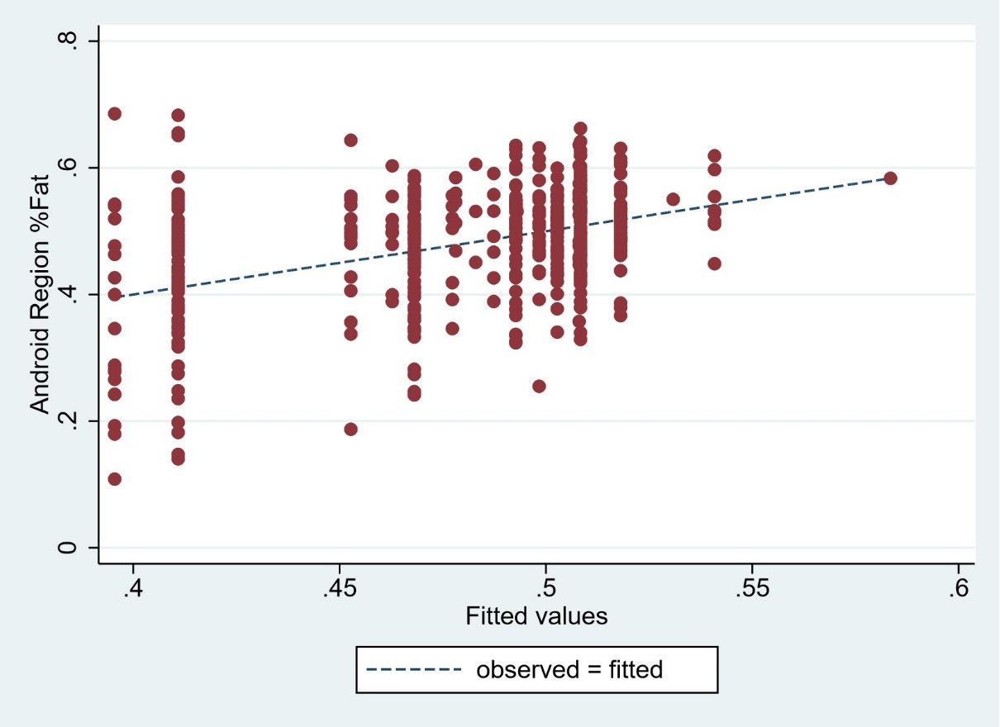 .8
.6
.4
.2
0
Android Region %Fat
.4 .45 .5 .55 .6
Fitted values
observed = fitted